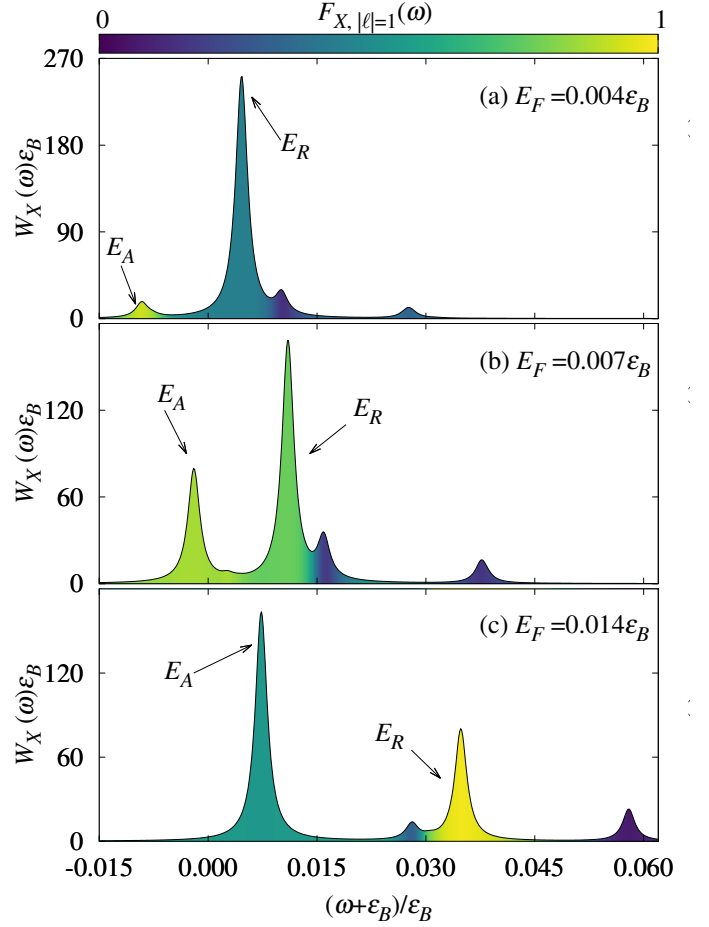 0 F_{X, |ℓ|=1}(ω) 1
270
180
90
0
W_X (ω)ε_B
(a) E_F =0.004ε_B
E_R
E_A
120
60
0
W_X (ω)ε_B
(b) E_F =0.007ε_B
E_A
E_R
120
60
0
W_X (ω)ε_B
(c) E_F =0.014ε_B
E_A
E_R
-0.015 0.000 0.015 0.030 0.045 0.060
(ω+ε_B)/ε_B